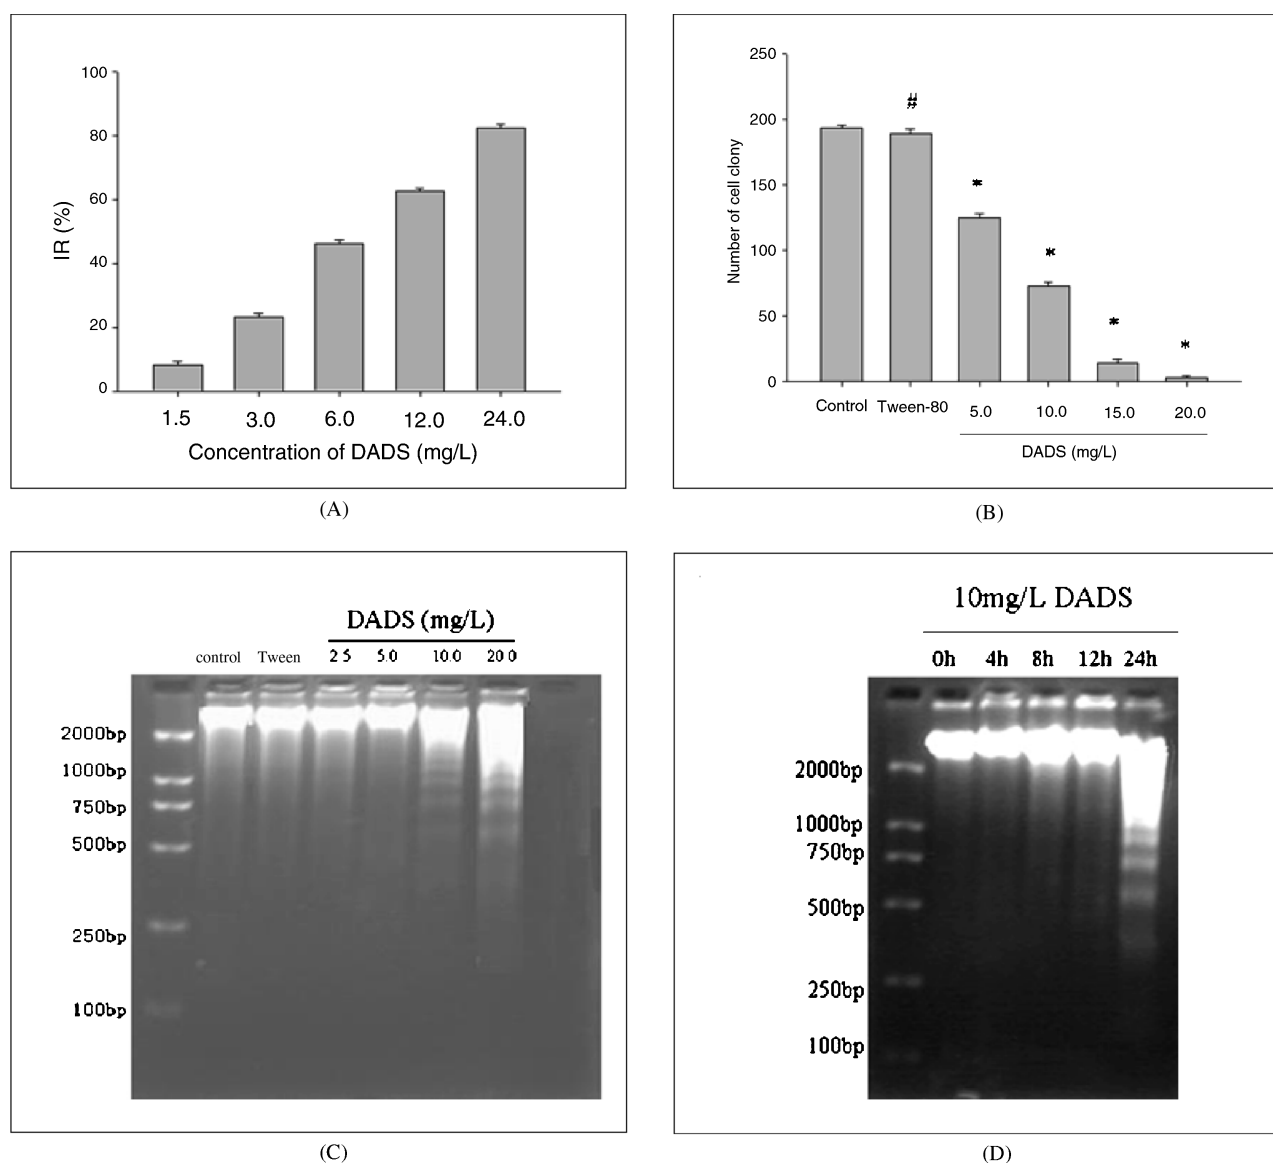 100
80
60
40
20
0
IR (%)
1.5 3.0 6.0 12.0 24.0
Concentration of DADS (mg/L)
(A)
250
200
150
100
50
0
Number of cell clony
#
*
*
*
*
Control Tween-80 5.0 10.0 15.0 20.0
DADS (mg/L)
(B)
DADS (mg/L)
control Tween 2 5 5.0 10.0 20 0
2000bp
1000bp
750bp
500bp
250bp
100bp
(C)
10mg/L DADS
0h 4h 8h 12h 24h
2000bp
1000bp
750bp
500bp
250bp
100bp
(D)